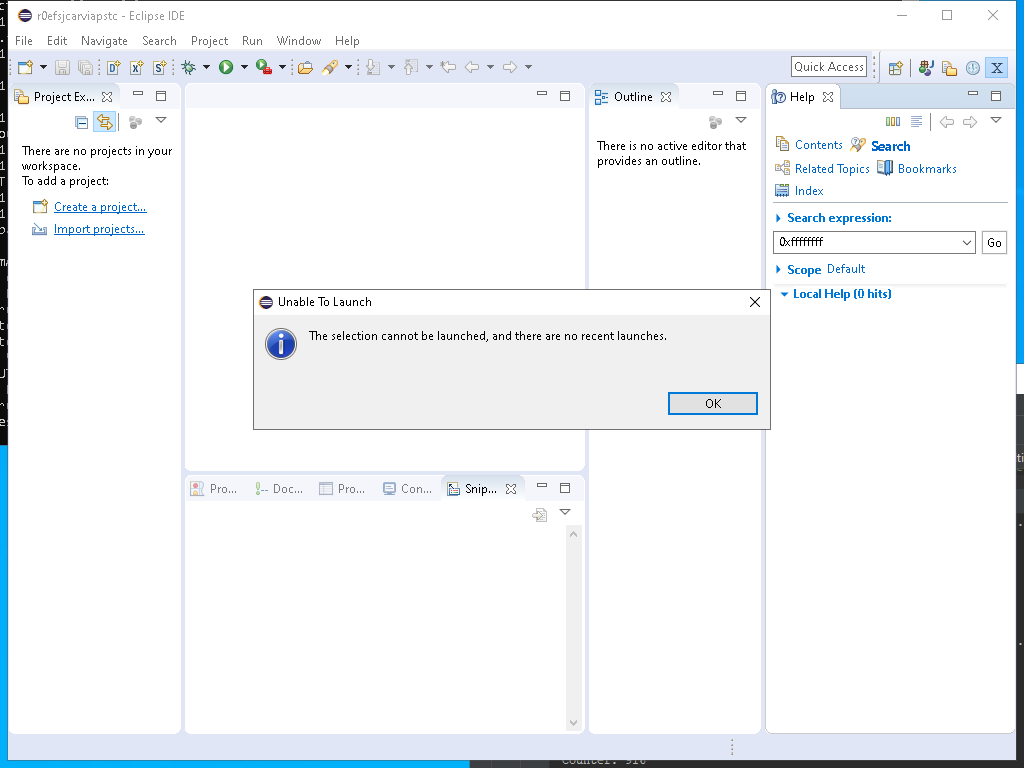 r0efsjcarviapstc - Eclipse IDE
File Edit Navigate Search Project Run Window Help
Quick Access
Project Ex...
There are no projects in your
workspace.
To add a project:
Create a project...
Import projects...
Outline
There is no active editor that
provides an outline.
Help
Contents Search
Related Topics Bookmarks
Index
Search expression:
0xffffffff
Go
Scope Default
Local Help (0 hits)
Unable To Launch
The selection cannot be launched, and there are no recent launches.
OK
Pro... Doc... Pro... Con... Snip...